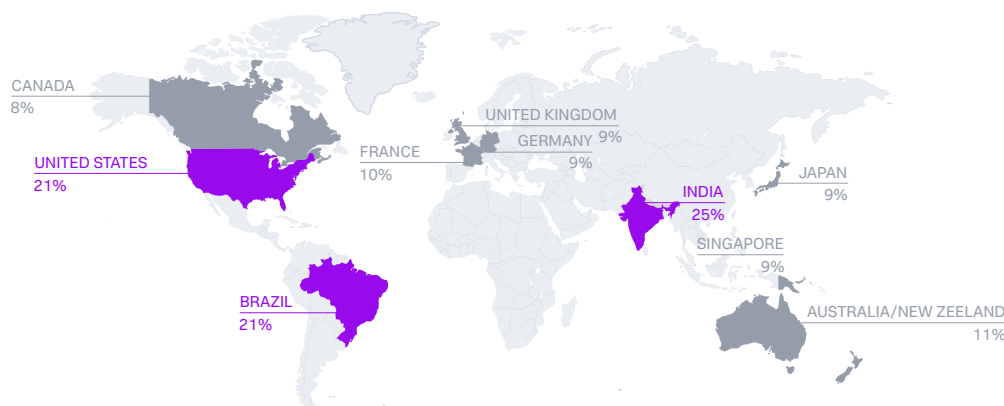 CANADA
8%
UNITED KINGDOM
9%
GERMANY
9%
FRANCE
10%
UNITED STATES
21%
JAPAN
9%
INDIA
25%
SINGAPORE
9%
BRAZIL
21%
AUSTRALIA/NEW ZEELAND
11%